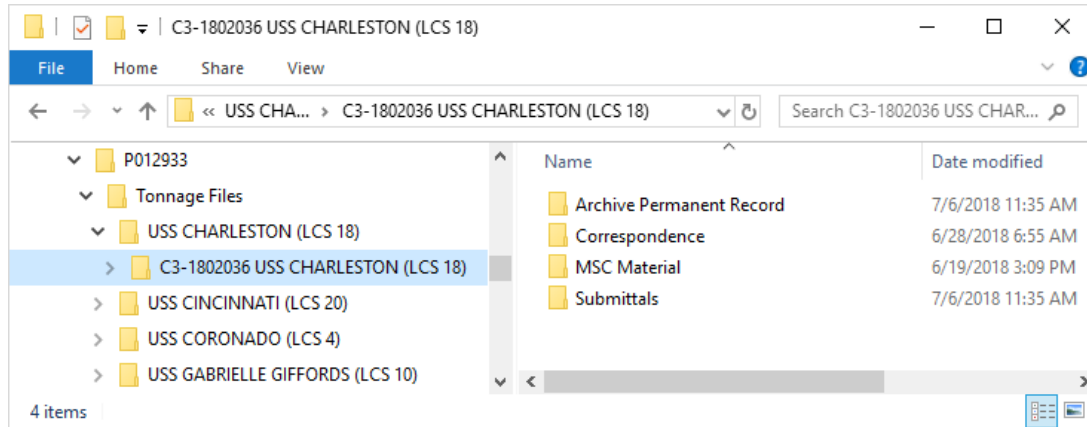 C3-1802036 USS CHARLESTON (LCS 18)
File Home Share View
« USS CHA... › C3-1802036 USS CHARLESTON (LCS 18) Search C3-1802036 USS CHAR...
P012933
Tonnage Files
USS CHARLESTON (LCS 18)
C3-1802036 USS CHARLESTON (LCS 18)
USS CINCINNATI (LCS 20)
USS CORONADO (LCS 4)
USS GABRIELLE GIFFORDS (LCS 10)
Name Date modified
Archive Permanent Record 7/6/2018 11:35 AM
Correspondence 6/28/2018 6:55 AM
MSC Material 6/19/2018 3:09 PM
Submittals 7/6/2018 11:35 AM
4 items